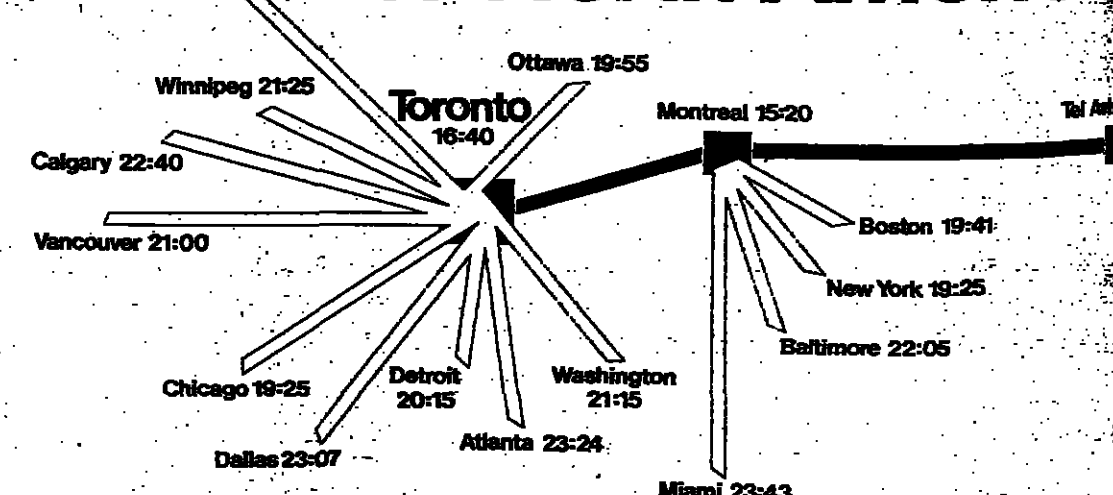 Ottawa 19:55
Winnipeg 21:25
Toronto
16:40
Montreal 15:20
Tel
Calgary 22:40
Boston 19:41
Vancouver 21:00
New York 19:25
Baltimore 22:05
Chicago 19:25
Detroit
20:15
Washington
21:15
Atlanta 23:24
Dallas 23:07
Miami 23:43